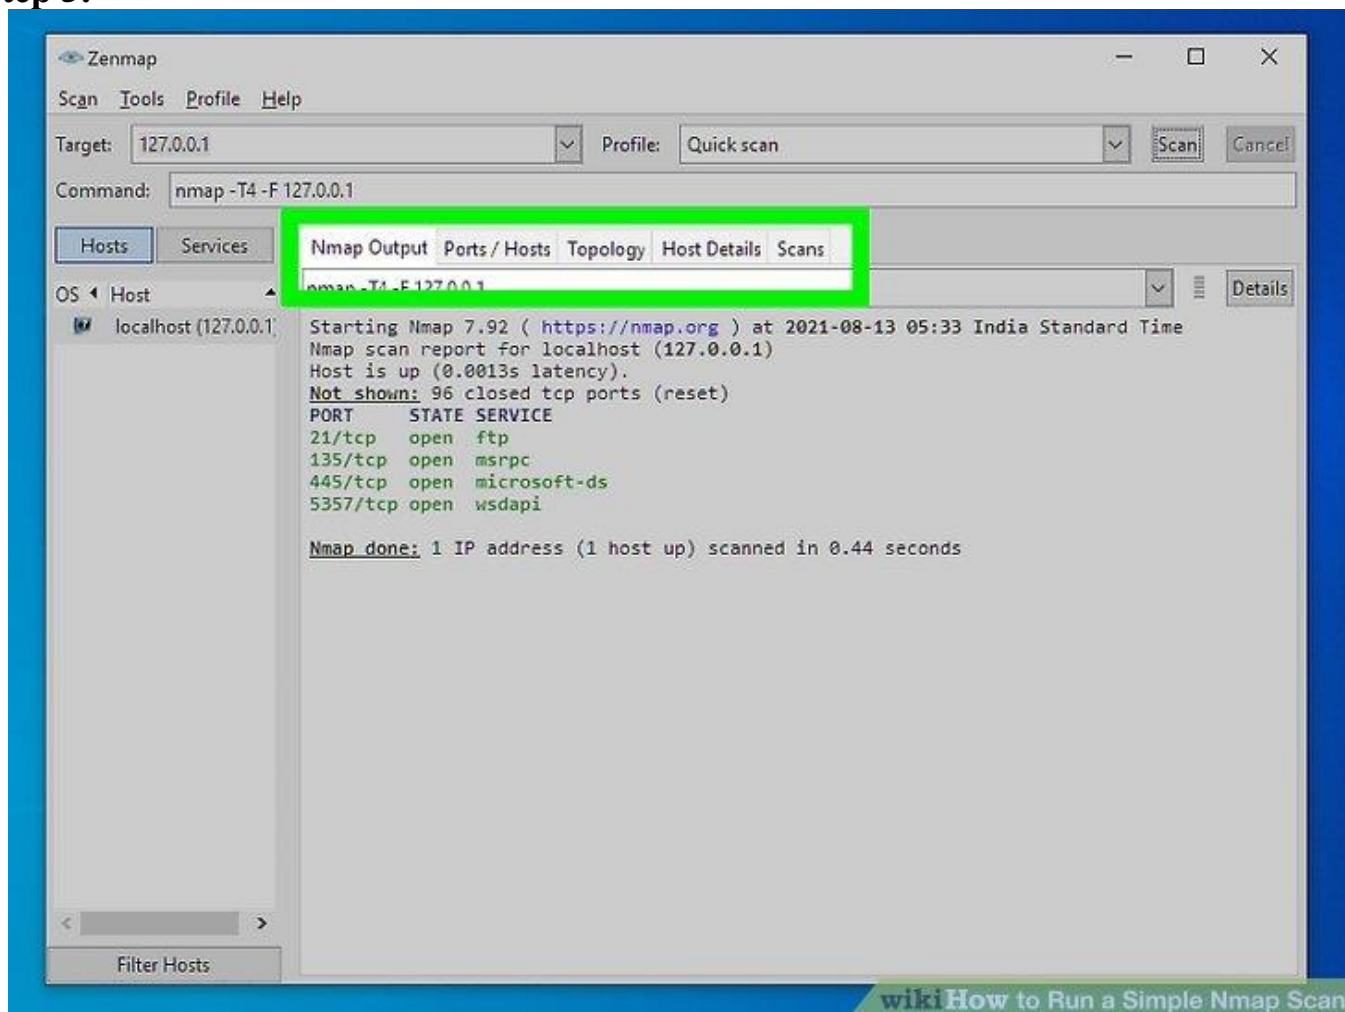 Zenmap
Scan Tools Profile Help
Target: 127.0.0.1 Profile: Quick scan Scan Cancel
Command: nmap -T4 -F 127.0.0.1
Hosts Services Nmap Output Ports / Hosts Topology Host Details Scans
nmap -T4 -F 127.0.0.1 Details
OS Host
localhost (127.0.0.1)
Starting Nmap 7.92 ( https://nmap.org ) at 2021-08-13 05:33 India Standard Time
Nmap scan report for localhost (127.0.0.1)
Host is up (0.0013s latency).
Not shown: 96 closed tcp ports (reset)
PORT STATE SERVICE
21/tcp open ftp
135/tcp open msrpc
445/tcp open microsoft-ds
5357/tcp open wsdapi
Nmap done: 1 IP address (1 host up) scanned in 0.44 seconds
Filter Hosts
wikiHow to Run a Simple Nmap Scan